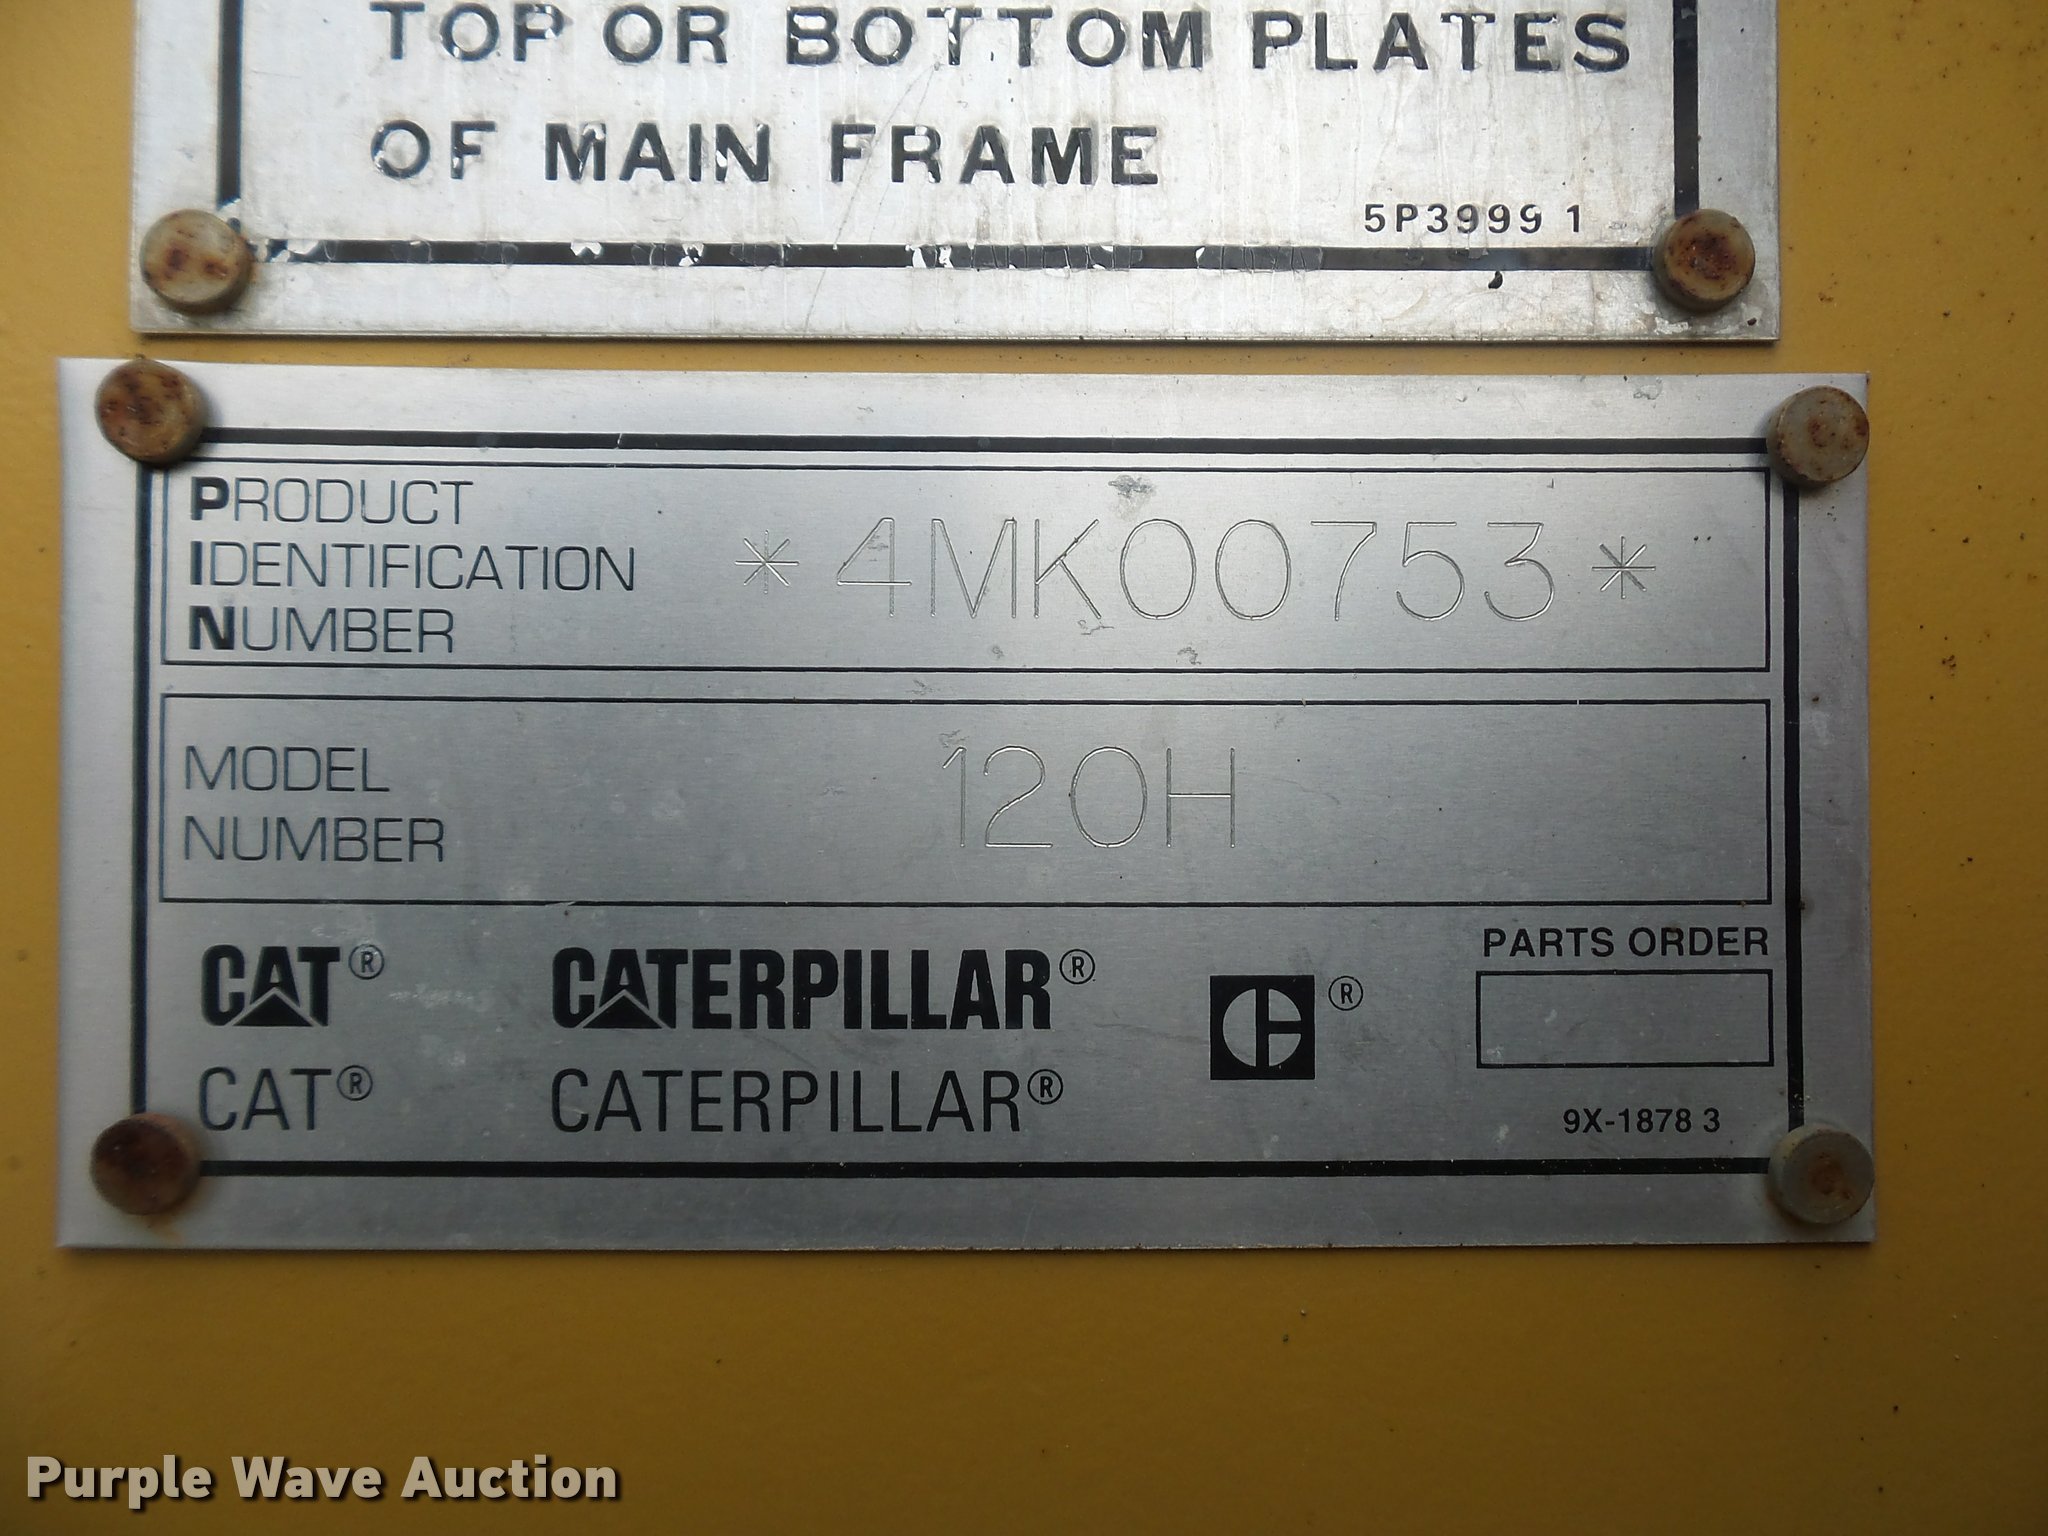 TOP OR BOTTOM PLATES
OF MAIN FRAME
5P3999 1
PRODUCT
IDENTIFICATION
NUMBER
*4MK00753*
MODEL
NUMBER
120H
CAT® CATERPILLAR® ®
CAT® CATERPILLAR®
PARTS ORDER
9X-1878 3
Purple Wave Auction